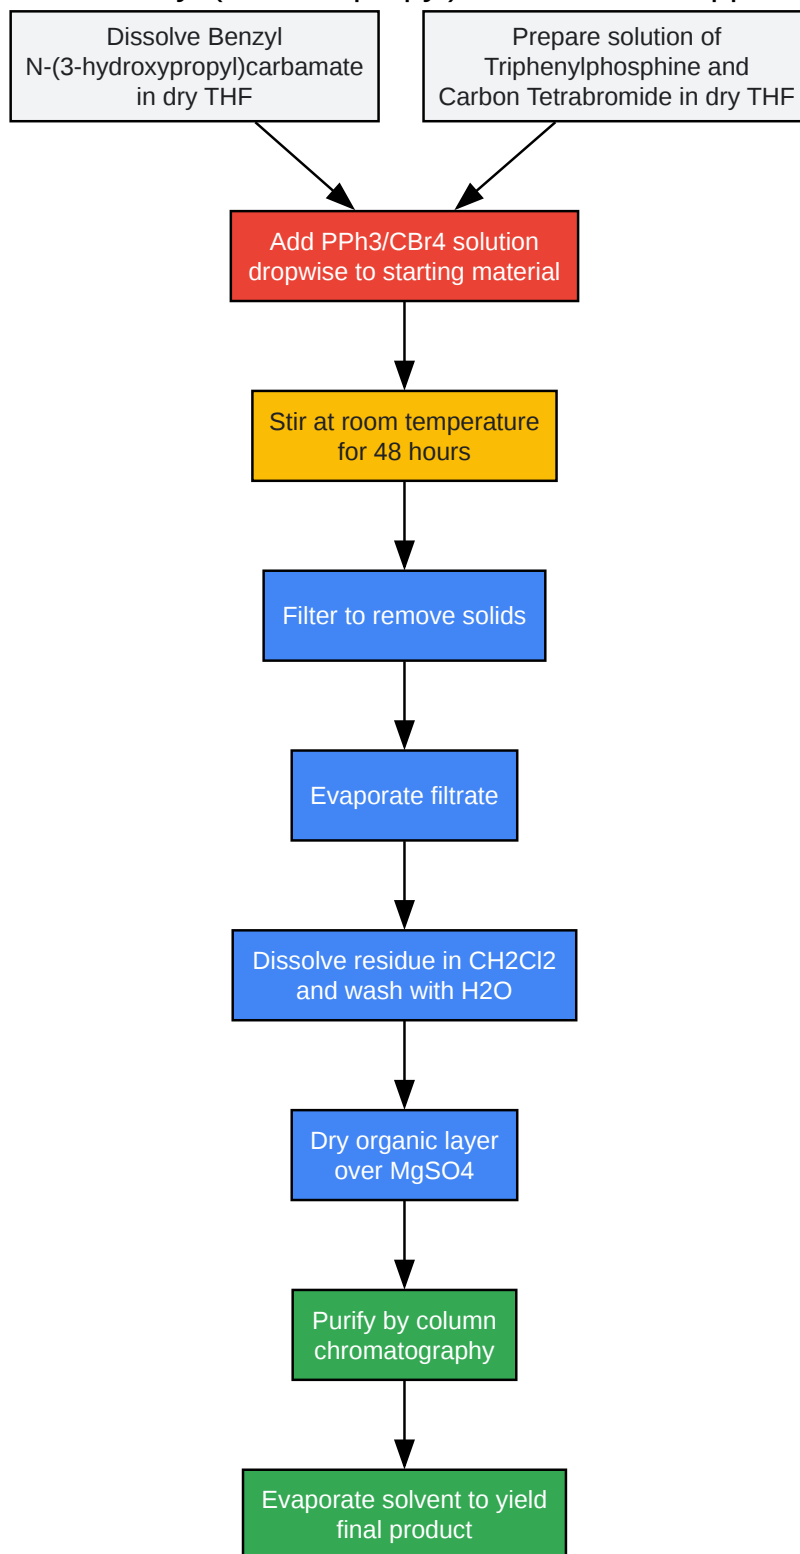 Dissolve Benzyl
N-(3-hydroxypropyl)carbamate
in dry THF
Prepare solution of
Triphenylphosphine and
Carbon Tetrabromide in dry THF
Add PPh3/CBr4 solution
dropwise to starting material
Stir at room temperature
for 48 hours
Filter to remove solids
Evaporate filtrate
Dissolve residue in CH2Cl2
and wash with H2O
Dry organic layer
over MgSO4
Purify by column
chromatography
Evaporate solvent to yield
final product